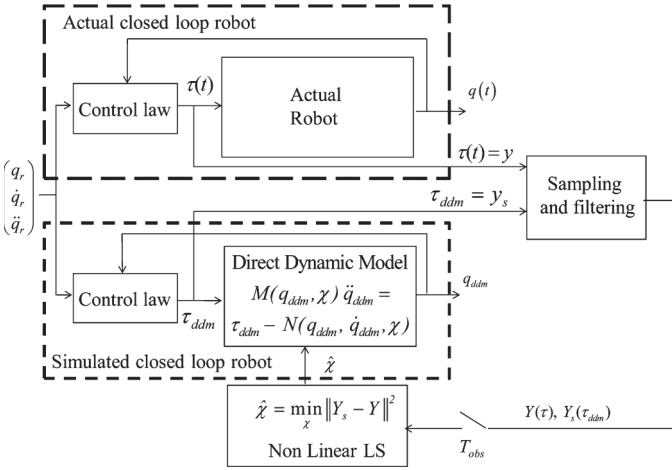 Actual closed loop robot
Control law
τ(t)
Actual
Robot
q(t)
τ(t) = y
τ_ddm = y_s
Sampling
and filtering
q_r
q̇_r
q̈_r
Control law
τ_ddm
Direct Dynamic Model
M(q_ddm, χ) q̈_ddm =
τ_ddm − N(q_ddm, q̇_ddm, χ)
q_ddm
Simulated closed loop robot
χ̂
χ̂ = min_χ ‖Y_s − Y‖²
Non Linear LS
T_obs
Y(τ), Y_s(τ_ddm)